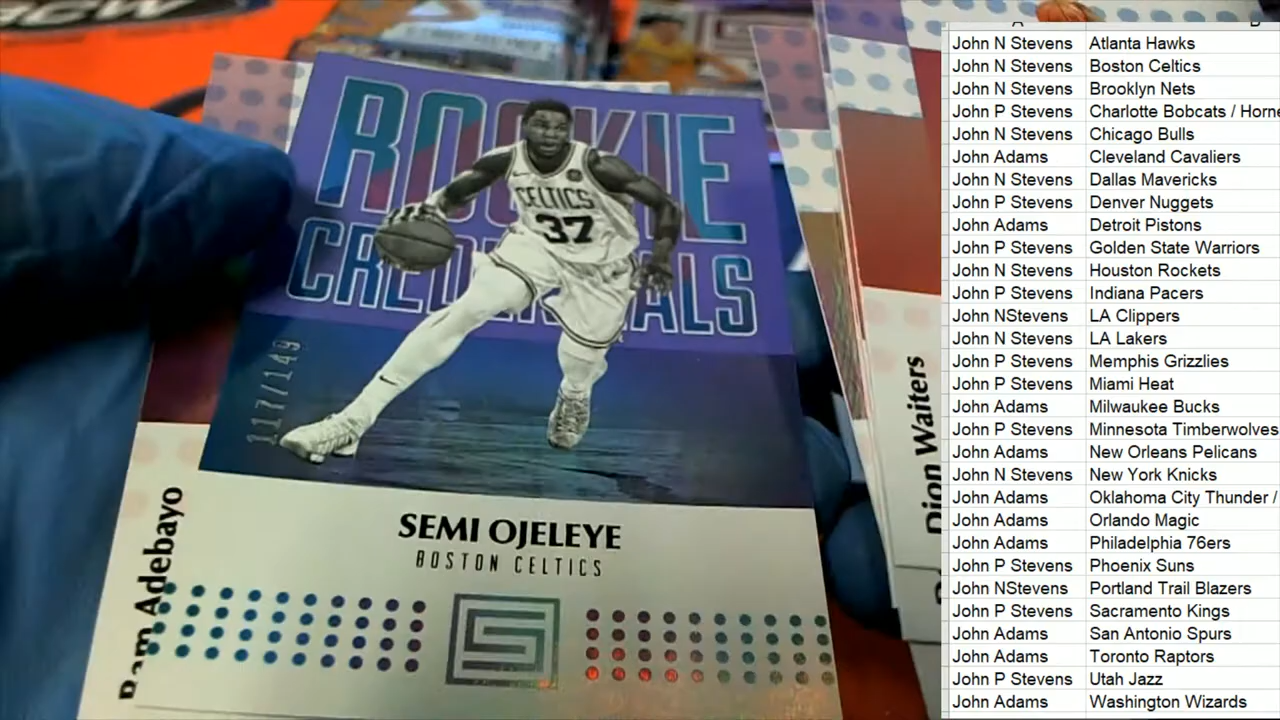 ROOKIE
CREDENTIALS
CELTICS
37
117/149
SEMI OJELEYE
BOSTON CELTICS
Bam Adebayo
Dion Waiters
John N Stevens Atlanta Hawks
John N Stevens Boston Celtics
John N Stevens Brooklyn Nets
John P Stevens Charlotte Bobcats / Horne
John N Stevens Chicago Bulls
John Adams Cleveland Cavaliers
John N Stevens Dallas Mavericks
John P Stevens Denver Nuggets
John Adams Detroit Pistons
John P Stevens Golden State Warriors
John N Stevens Houston Rockets
John P Stevens Indiana Pacers
John NStevens LA Clippers
John N Stevens LA Lakers
John P Stevens Memphis Grizzlies
John P Stevens Miami Heat
John Adams Milwaukee Bucks
John P Stevens Minnesota Timberwolves
John Adams New Orleans Pelicans
John N Stevens New York Knicks
John Adams Oklahoma City Thunder /
John Adams Orlando Magic
John Adams Philadelphia 76ers
John P Stevens Phoenix Suns
John NStevens Portland Trail Blazers
John P Stevens Sacramento Kings
John Adams San Antonio Spurs
John Adams Toronto Raptors
John P Stevens Utah Jazz
John Adams Washington Wizards